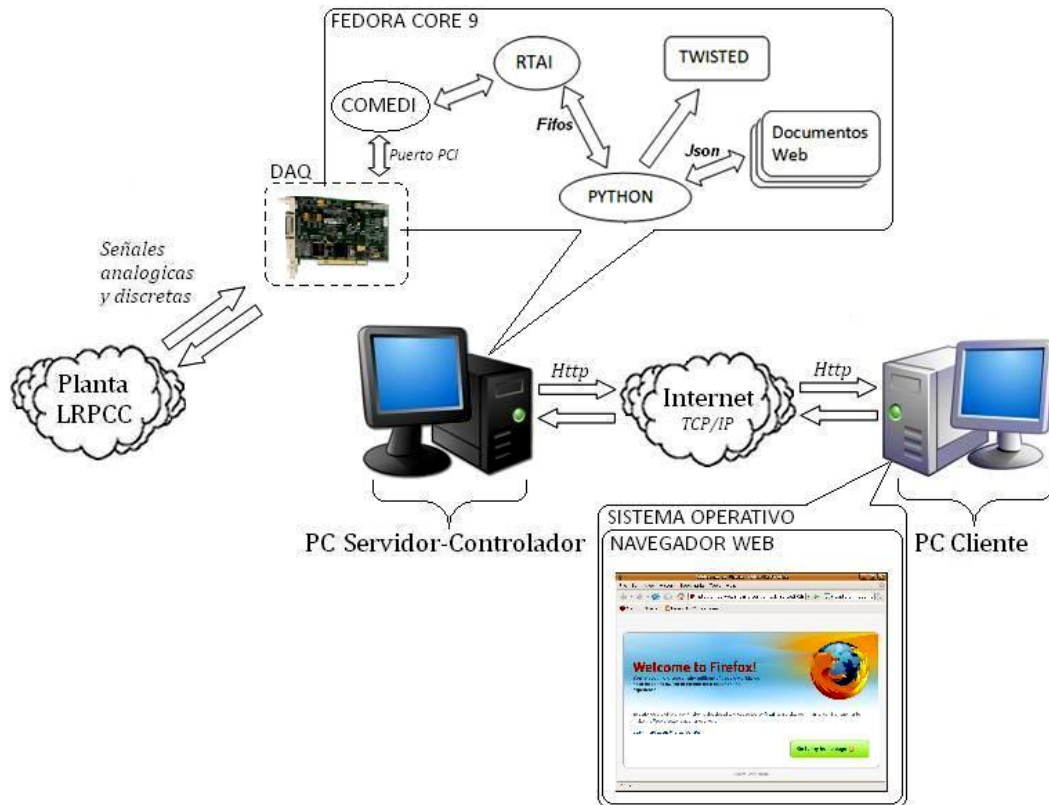 FEDORA CORE 9
RTAI
TWISTED
COMEDI
Fifos
Documentos
Web
Json
Puerto PCI
DAQ
PYTHON
Señales
analogicas
y discretas
Http
Http
Planta
LRPCC
Internet
TCP/IP
SISTEMA OPERATIVO
PC Servidor-Controlador
NAVEGADOR WEB
PC Cliente
Welcome to Firefox!